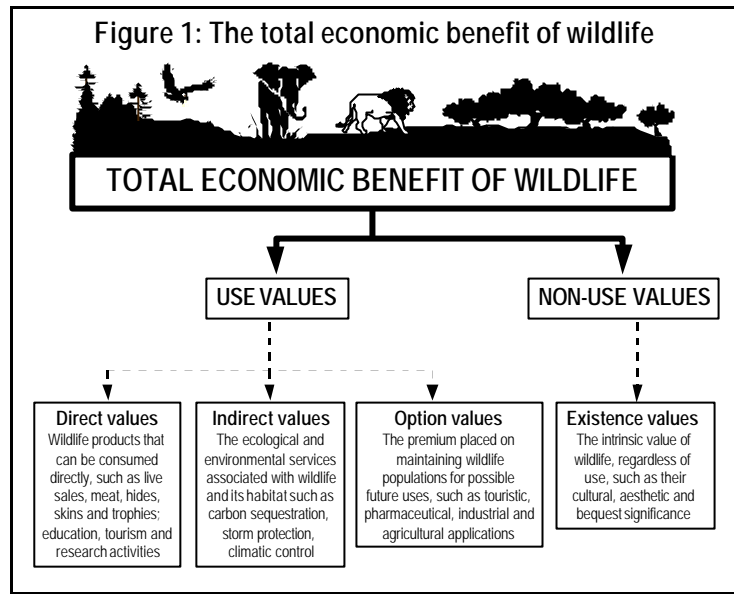 Figure 1: The total economic benefit of wildlife
TOTAL ECONOMIC BENEFIT OF WILDLIFE
USE VALUES
NON-USE VALUES
Direct values
Wildlife products that
can be consumed
directly, such as live
sales, meat, hides,
skins and trophies;
education, tourism and
research activities
Indirect values
The ecological and
environmental services
associated with wildlife
and its habitat such as
carbon sequestration,
storm protection,
climatic control
Option values
The premium placed on
maintaining wildlife
populations for possible
future uses, such as touristic,
pharmaceutical, industrial and
agricultural applications
Existence values
The intrinsic value of
wildlife, regardless of
use, such as their
cultural, aesthetic and
bequest significance